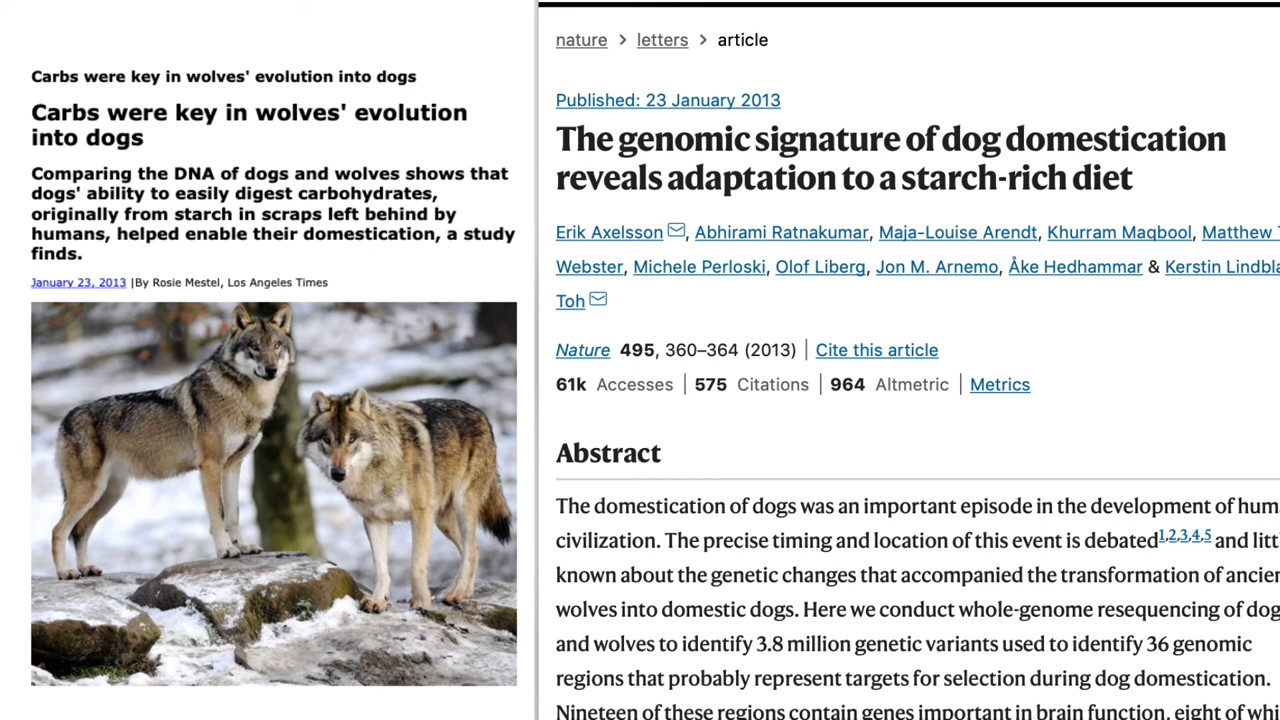 Carbs were key in wolves' evolution into dogs
Carbs were key in wolves' evolution
into dogs
Comparing the DNA of dogs and wolves shows that
dogs' ability to easily digest carbohydrates,
originally from starch in scraps left behind by
humans, helped enable their domestication, a study
finds.
January 23, 2013 |By Rosie Mestel, Los Angeles Times
nature > letters > article
Published: 23 January 2013
The genomic signature of dog domestication
reveals adaptation to a starch-rich diet
Erik Axelsson, Abhirami Ratnakumar, Maja-Louise Arendt, Khurram Maqbool, Matthew
Webster, Michele Perloski, Olof Liberg, Jon M. Arnemo, Åke Hedhammar & Kerstin
Toh
Nature 495, 360–364 (2013) | Cite this article
61k Accesses | 575 Citations | 964 Altmetric | Metrics
Abstract
The domestication of dogs was an important episode in the development of
civilization. The precise timing and location of this event is debated1,2,3,4,5 and
known about the genetic changes that accompanied the transformation of
wolves into domestic dogs. Here we conduct whole-genome resequencing of
and wolves to identify 3.8 million genetic variants used to identify 36 genomic
regions that probably represent targets for selection during dog domestication.
Nineteen of these regions contain genes important in brain function, eight of